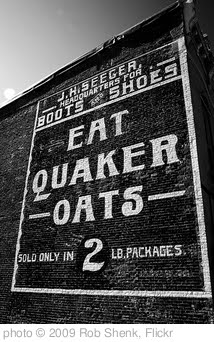 J.H. SEEGER,
HEADQUARTERS FOR
BOOTS AND SHOES
EAT
QUAKER
-OATS-
SOLD ONLY IN 2 LB. PACKAGES.
photo © 2009 Rob Shenk, Flickr